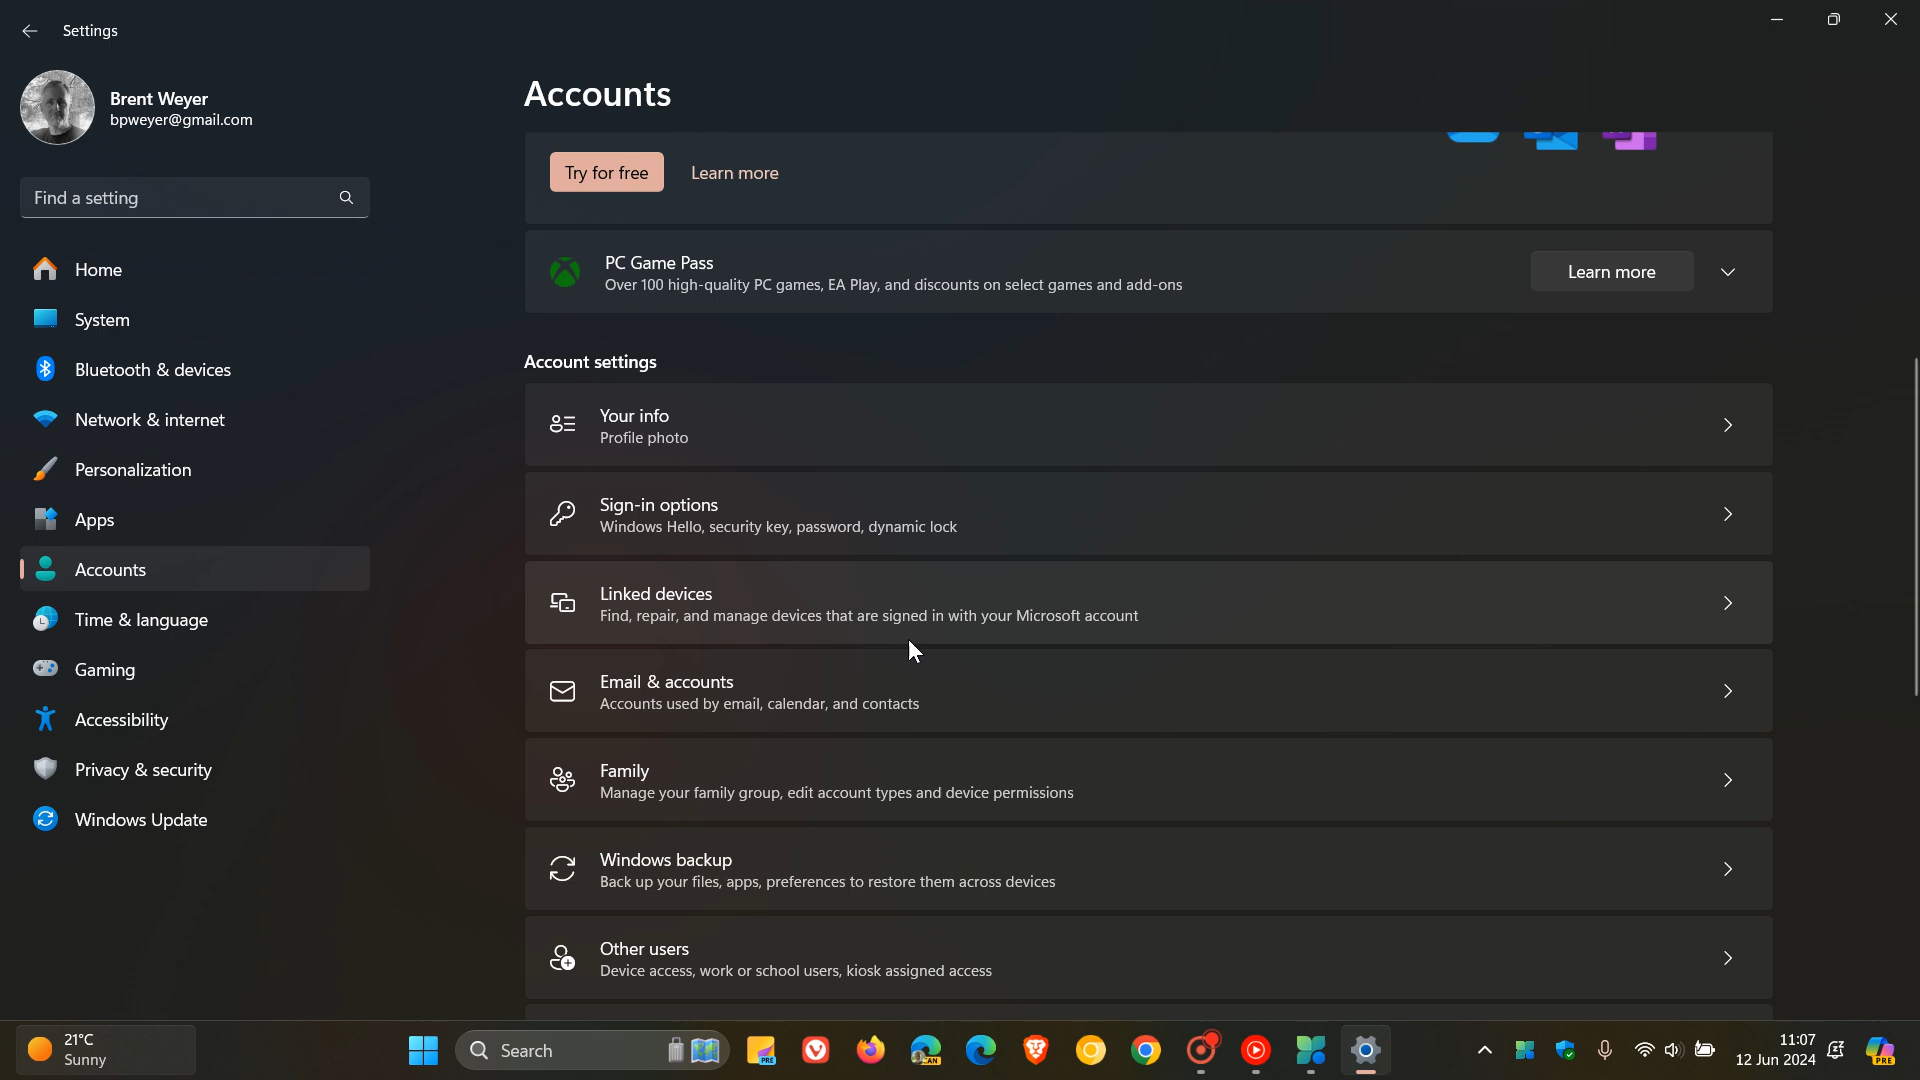 Settings
Brent Weyer
bpweyer@gmail.com
Find a setting
Home
System
Bluetooth & devices
Network & internet
Personalization
Apps
Accounts
Time & language
Gaming
Accessibility
Privacy & security
Windows Update
Accounts
Try for free
Learn more
PC Game Pass
Over 100 high-quality PC games, EA Play, and discounts on select games and add-ons
Learn more
Account settings
Your info
Profile photo
Sign-in options
Windows Hello, security key, password, dynamic lock
Linked devices
Find, repair, and manage devices that are signed in with your Microsoft account
Email & accounts
Accounts used by email, calendar, and contacts
Family
Manage your family group, edit account types and device permissions
Windows backup
Back up your files, apps, preferences to restore them across devices
Other users
Device access, work or school users, kiosk assigned access
21°C
Sunny
Search
PRE
CAN
11:07
12 Jun 2024
PRE